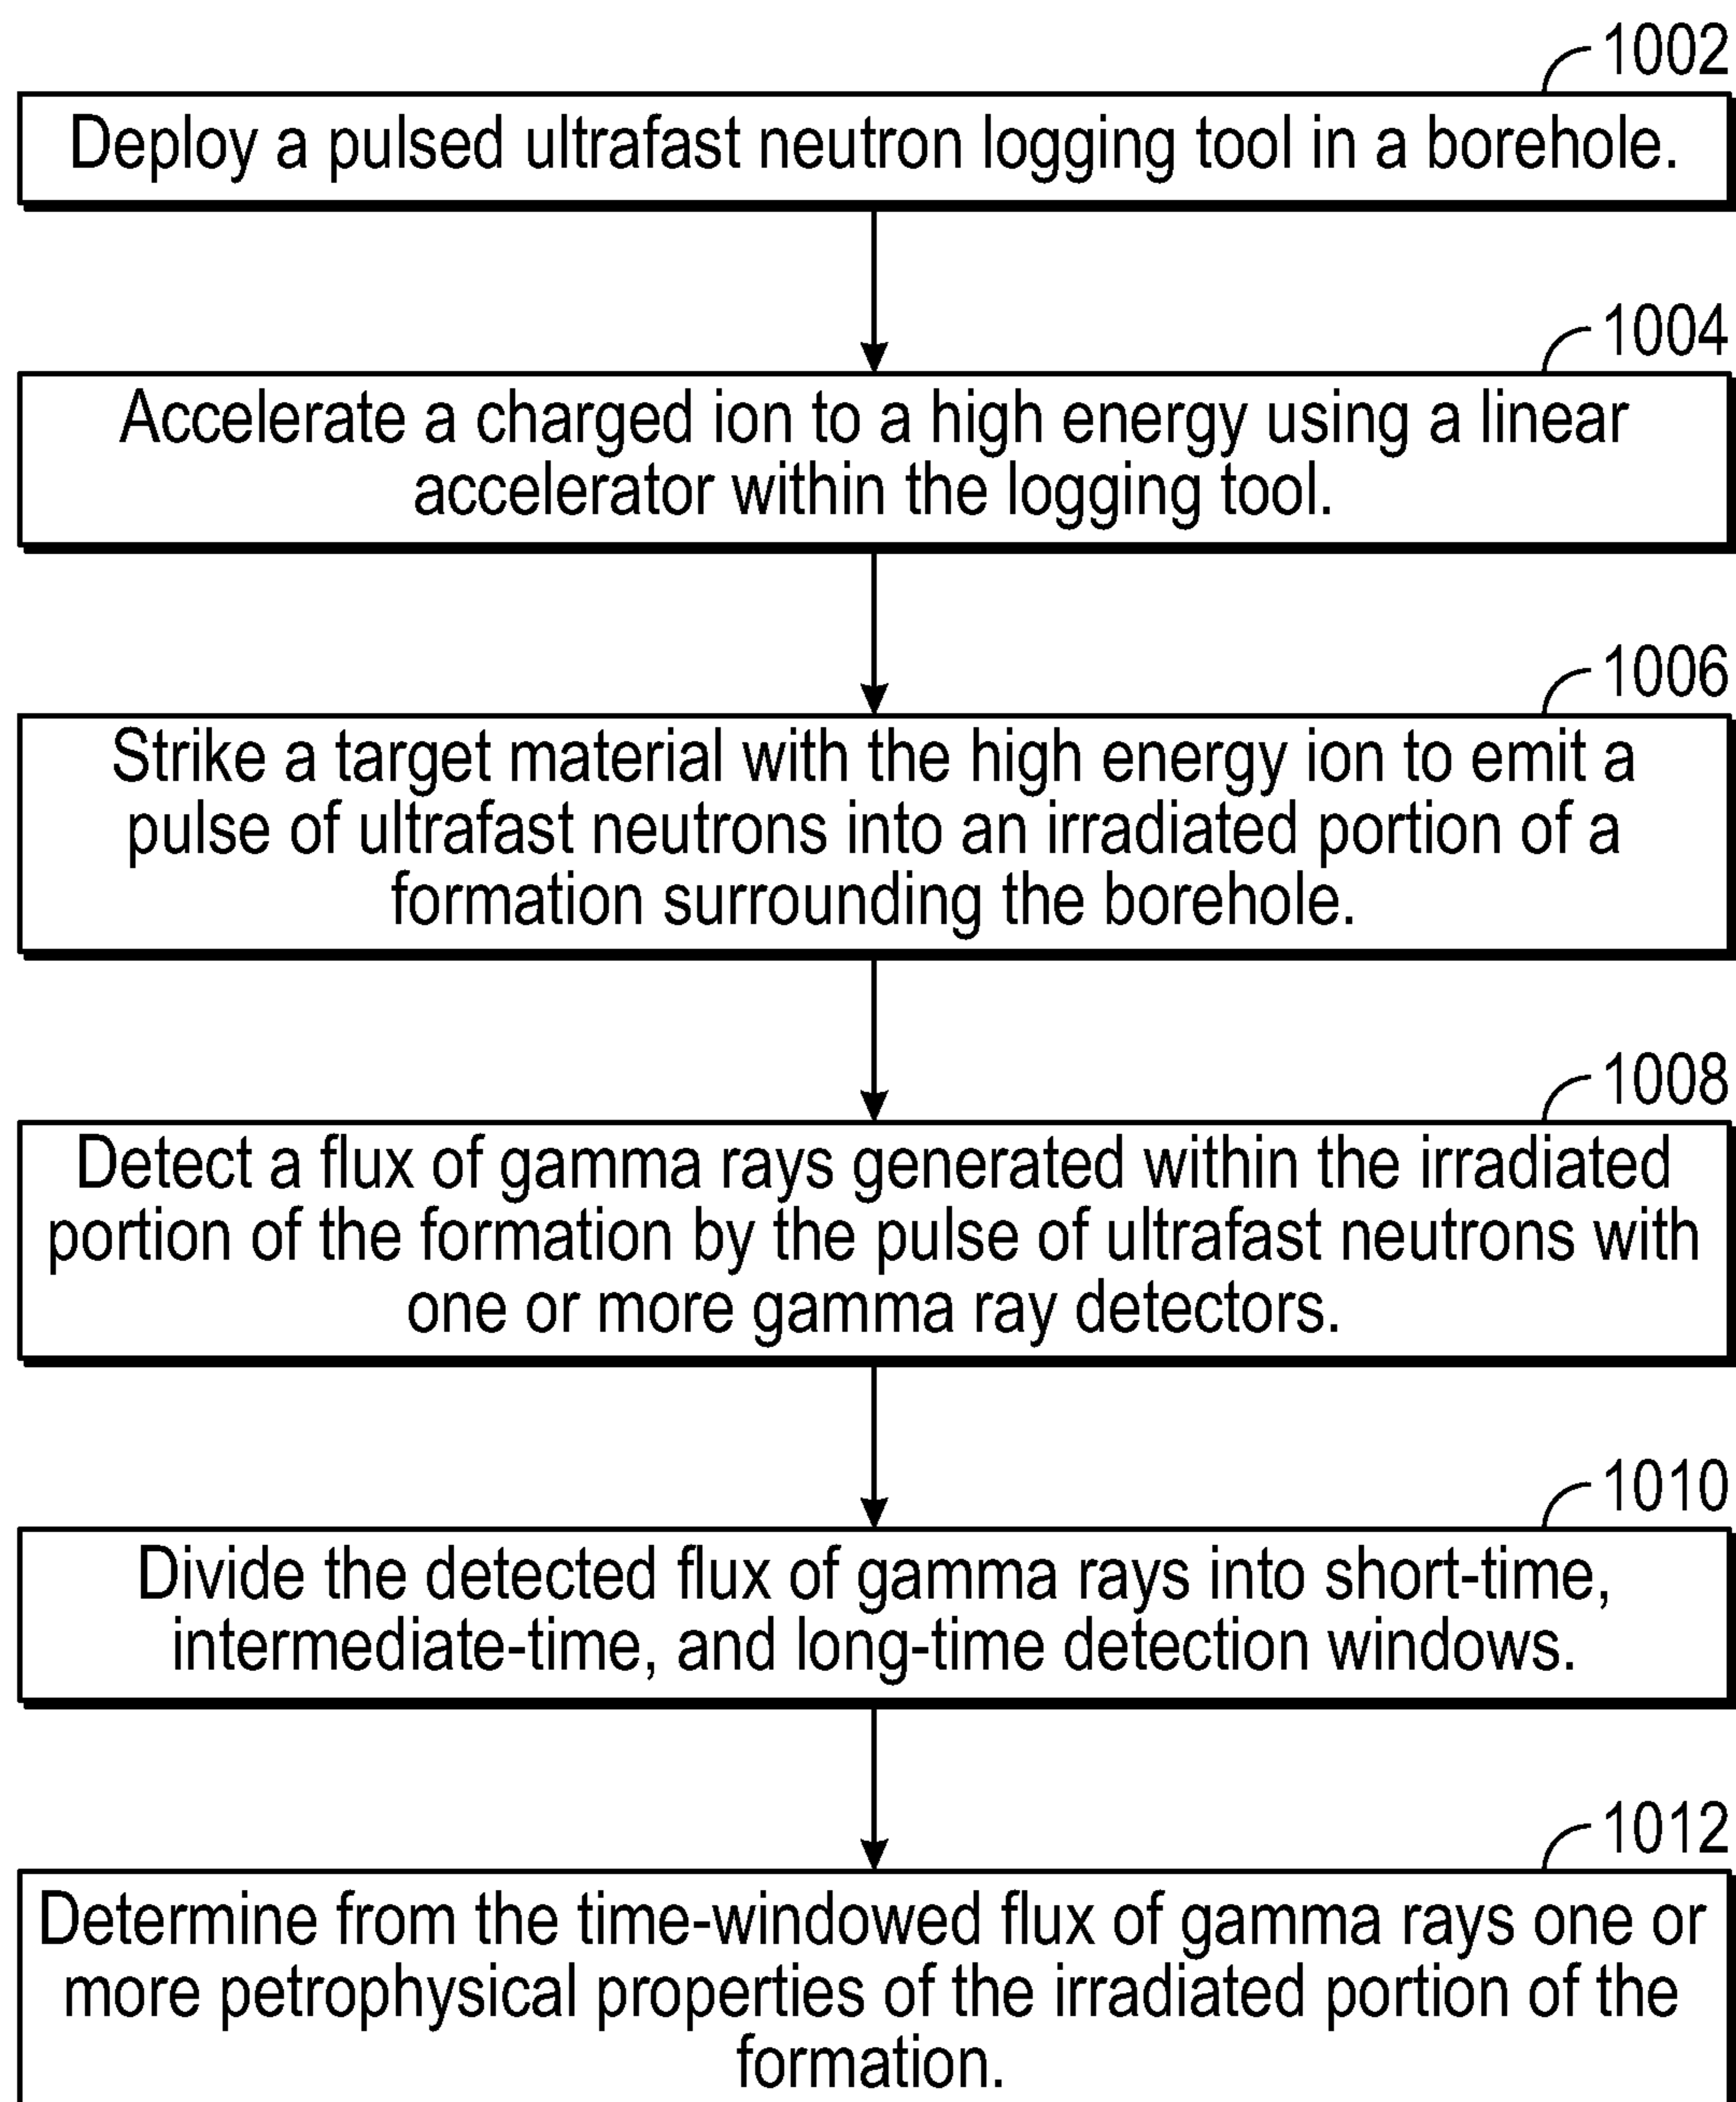 1002
Deploy a pulsed ultrafast neutron logging tool in a borehole.
1004
Accelerate a charged ion to a high energy using a linear
accelerator within the logging tool.
1006
Strike a target material with the high energy ion to emit a
pulse of ultrafast neutrons into an irradiated portion of a
formation surrounding the borehole.
1008
Detect a flux of gamma rays generated within the irradiated
portion of the formation by the pulse of ultrafast neutrons with
one or more gamma ray detectors.
1010
Divide the detected flux of gamma rays into short-time,
intermediate-time, and long-time detection windows.
1012
Determine from the time-windowed flux of gamma rays one or
more petrophysical properties of the irradiated portion of the
formation.